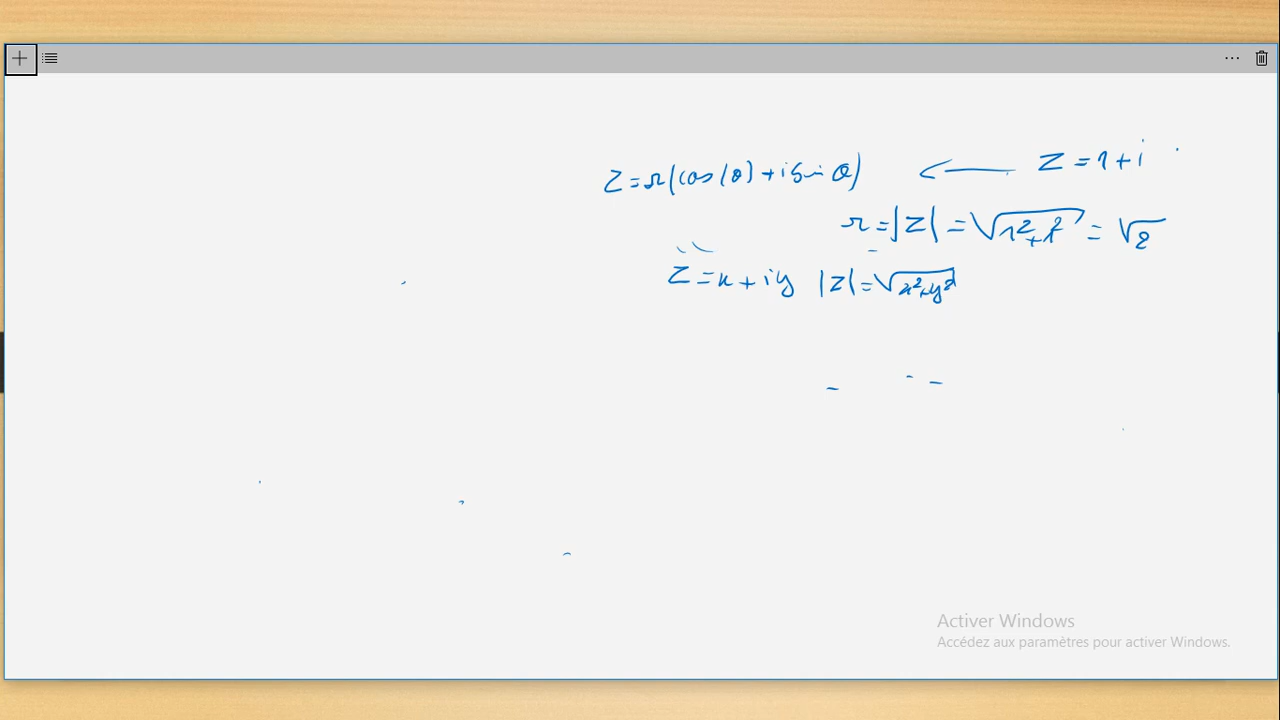 Z = r(cos(θ) + i sin θ) ← Z = 1 + i
r = |Z| = √(1² + 1²) = √2
Z = x + iy |Z| = √(x² + y²)
Activer Windows
Accédez aux paramètres pour activer Windows.